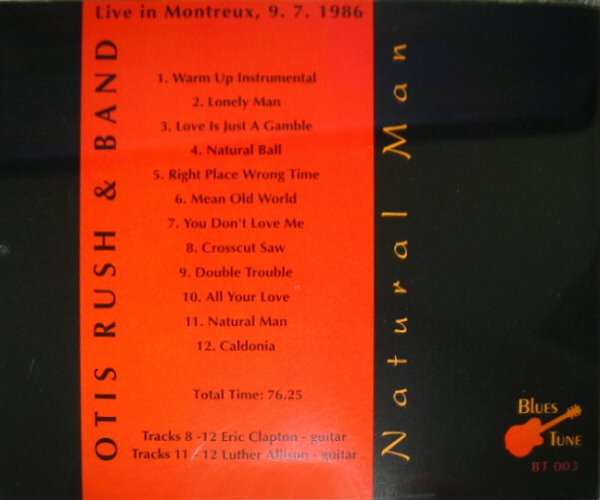 Live in Montreux, 9. 7. 1986
OTIS RUSH & BAND
1. Warm Up Instrumental
2. Lonely Man
3. Love Is Just A Gamble
4. Natural Ball
5. Right Place Wrong Time
6. Mean Old World
7. You Don't Love Me
8. Crosscut Saw
9. Double Trouble
10. All Your Love
11. Natural Man
12. Caldonia
Total Time: 76.25
Tracks 8 -12 Eric Clapton - guitar
Tracks 11 - 12 Luther Allison - guitar
Natural Man
BLUES
TUNE
BT 003